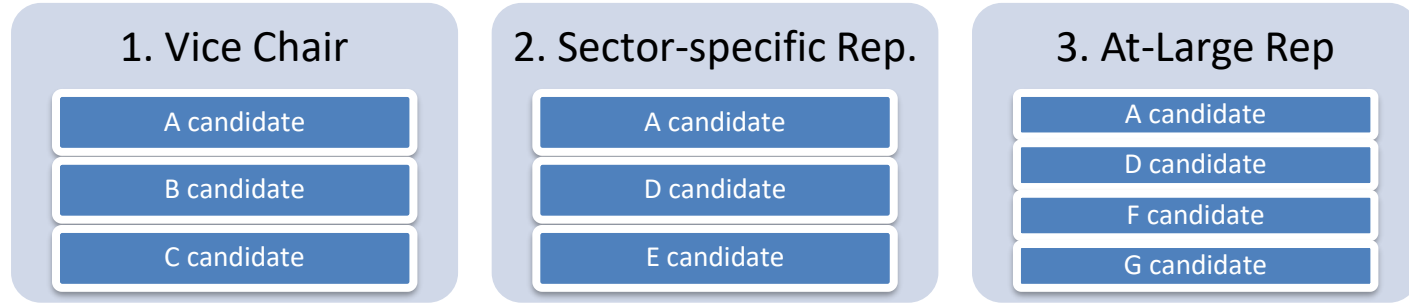 1. Vice Chair
A candidate
B candidate
C candidate
2. Sector-specific Rep.
A candidate
D candidate
E candidate
3. At-Large Rep
A candidate
D candidate
F candidate
G candidate